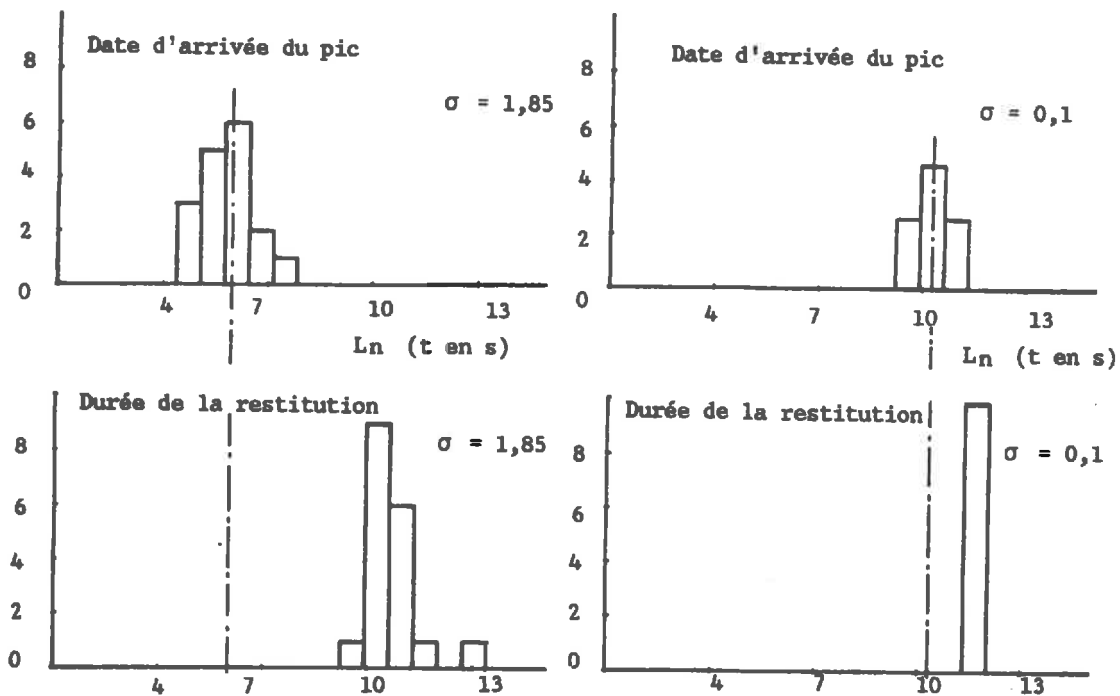 Date d'arrivée du pic
σ = 1,85
8
6
4
2
0
4 7 10 13
Ln (t en s)
Date d'arrivée du pic
σ = 0,1
8
6
4
2
0
4 7 10 13
Ln (t en s)
Durée de la restitution
σ = 1,85
8
6
4
2
0
4 7 10 13
Durée de la restitution
σ = 0,1
8
6
4
2
0
4 7 10 13